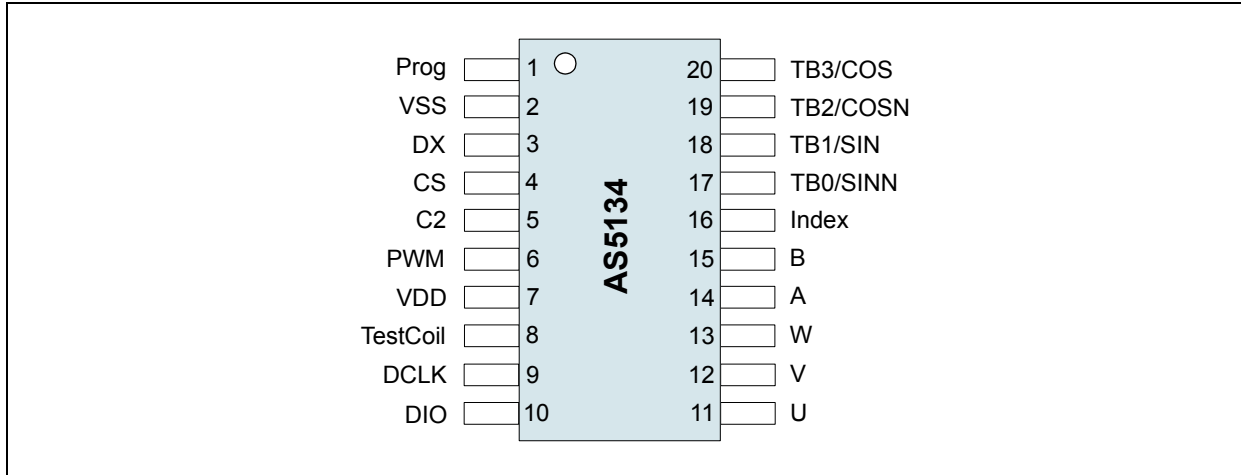 Prog 1 20 TB3/COS
VSS 2 19 TB2/COSN
DX 3 18 TB1/SIN
CS 4 17 TB0/SINN
C2 5 16 Index
PWM 6 15 B
VDD 7 14 A
TestCoil 8 13 W
DCLK 9 12 V
DIO 10 11 U
AS5134